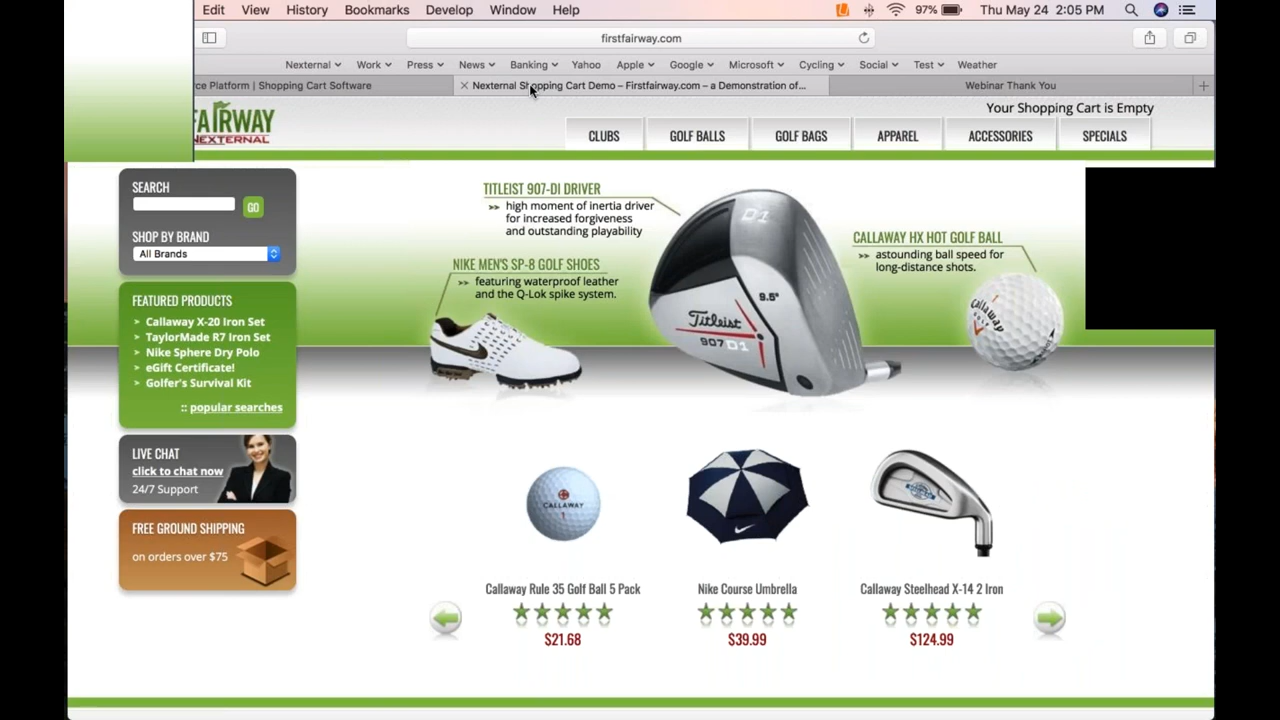 Edit View History Bookmarks Develop Window Help 97% Thu May 24 2:05 PM
firstfairway.com
Nexternal Work Press News Banking Yahoo Apple Google Microsoft Cycling Social Test Weather
rce Platform | Shopping Cart Software
Nexternal Shopping Cart Demo – Firstfairway.com – a Demonstration of...
Webinar Thank You
FAIRWAY
NEXTERNAL
Your Shopping Cart is Empty
CLUBS GOLF BALLS GOLF BAGS APPAREL ACCESSORIES SPECIALS
SEARCH
GO
SHOP BY BRAND
All Brands
FEATURED PRODUCTS
> Callaway X-20 Iron Set
> TaylorMade R7 Iron Set
> Nike Sphere Dry Polo
> eGift Certificate!
> Golfer's Survival Kit
:: popular searches
LIVE CHAT
click to chat now
24/7 Support
FREE GROUND SHIPPING
on orders over $75
TITLEIST 907-DI DRIVER
>> high moment of inertia driver
for increased forgiveness
and outstanding playability
NIKE MEN'S SP-8 GOLF SHOES
>> featuring waterproof leather
and the Q-Lok spike system.
CALLAWAY HX HOT GOLF BALL
>> astounding ball speed for
long-distance shots.
D1
9.5°
Titleist
907 D1
1
Callaway
GOLF
CALLAWAY
1
Callaway Rule 35 Golf Ball 5 Pack
$21.68
Nike Course Umbrella
$39.99
Callaway Steelhead X-14 2 Iron
$124.99